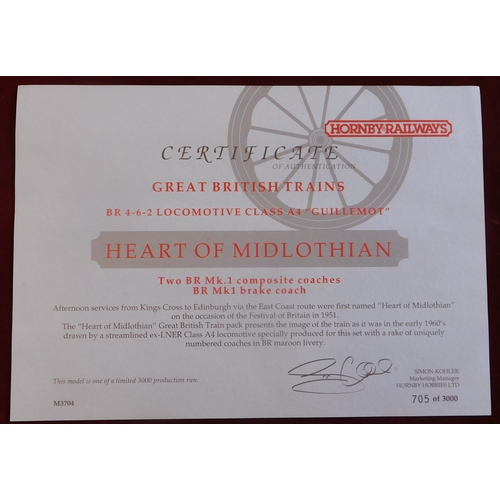 HORNBY RAILWAYS
CERTIFICATE
OF AUTHENTICATION
GREAT BRITISH TRAINS
BR 4-6-2 LOCOMOTIVE CLASS A4 "GUILLEMOT"
HEART OF MIDLOTHIAN
Two BR Mk.1 composite coaches
BR Mk1 brake coach
Afternoon services from Kings Cross to Edinburgh via the East Coast route were first named "Heart of Midlothian"
on the occasion of the Festival of Britain in 1951.
The "Heart of Midlothian" Great British Train pack presents the image of the train as it was in the early 1960's
drawn by a streamlined ex-LNER Class A4 locomotive specially produced for this set with a rake of uniquely
numbered coaches in BR maroon livery.
This model is one of a limited 3000 production run.
SIMON KOHLER
Marketing Manager
HORNBY HOBBIES LTD
M3704
705 of 3000